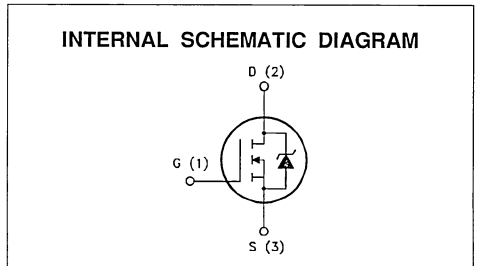 INTERNAL SCHEMATIC DIAGRAM
D (2)
G (1)
S (3)